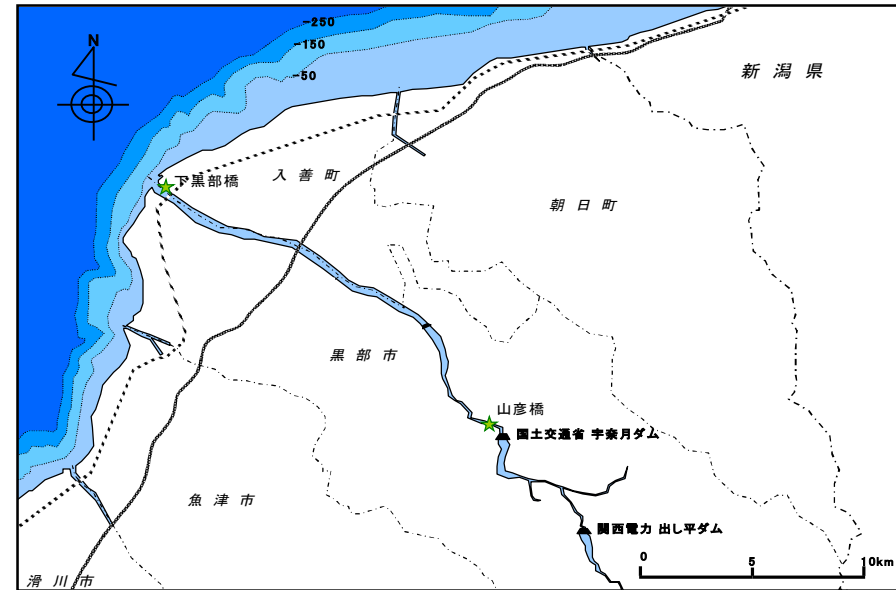 -250
-150
-50
N
新潟県
下黒部橋
入善町
朝日町
黒部市
山彦橋
国土交通省 宇奈月ダム
魚津市
関西電力 出し平ダム
0 5 10km
滑川市